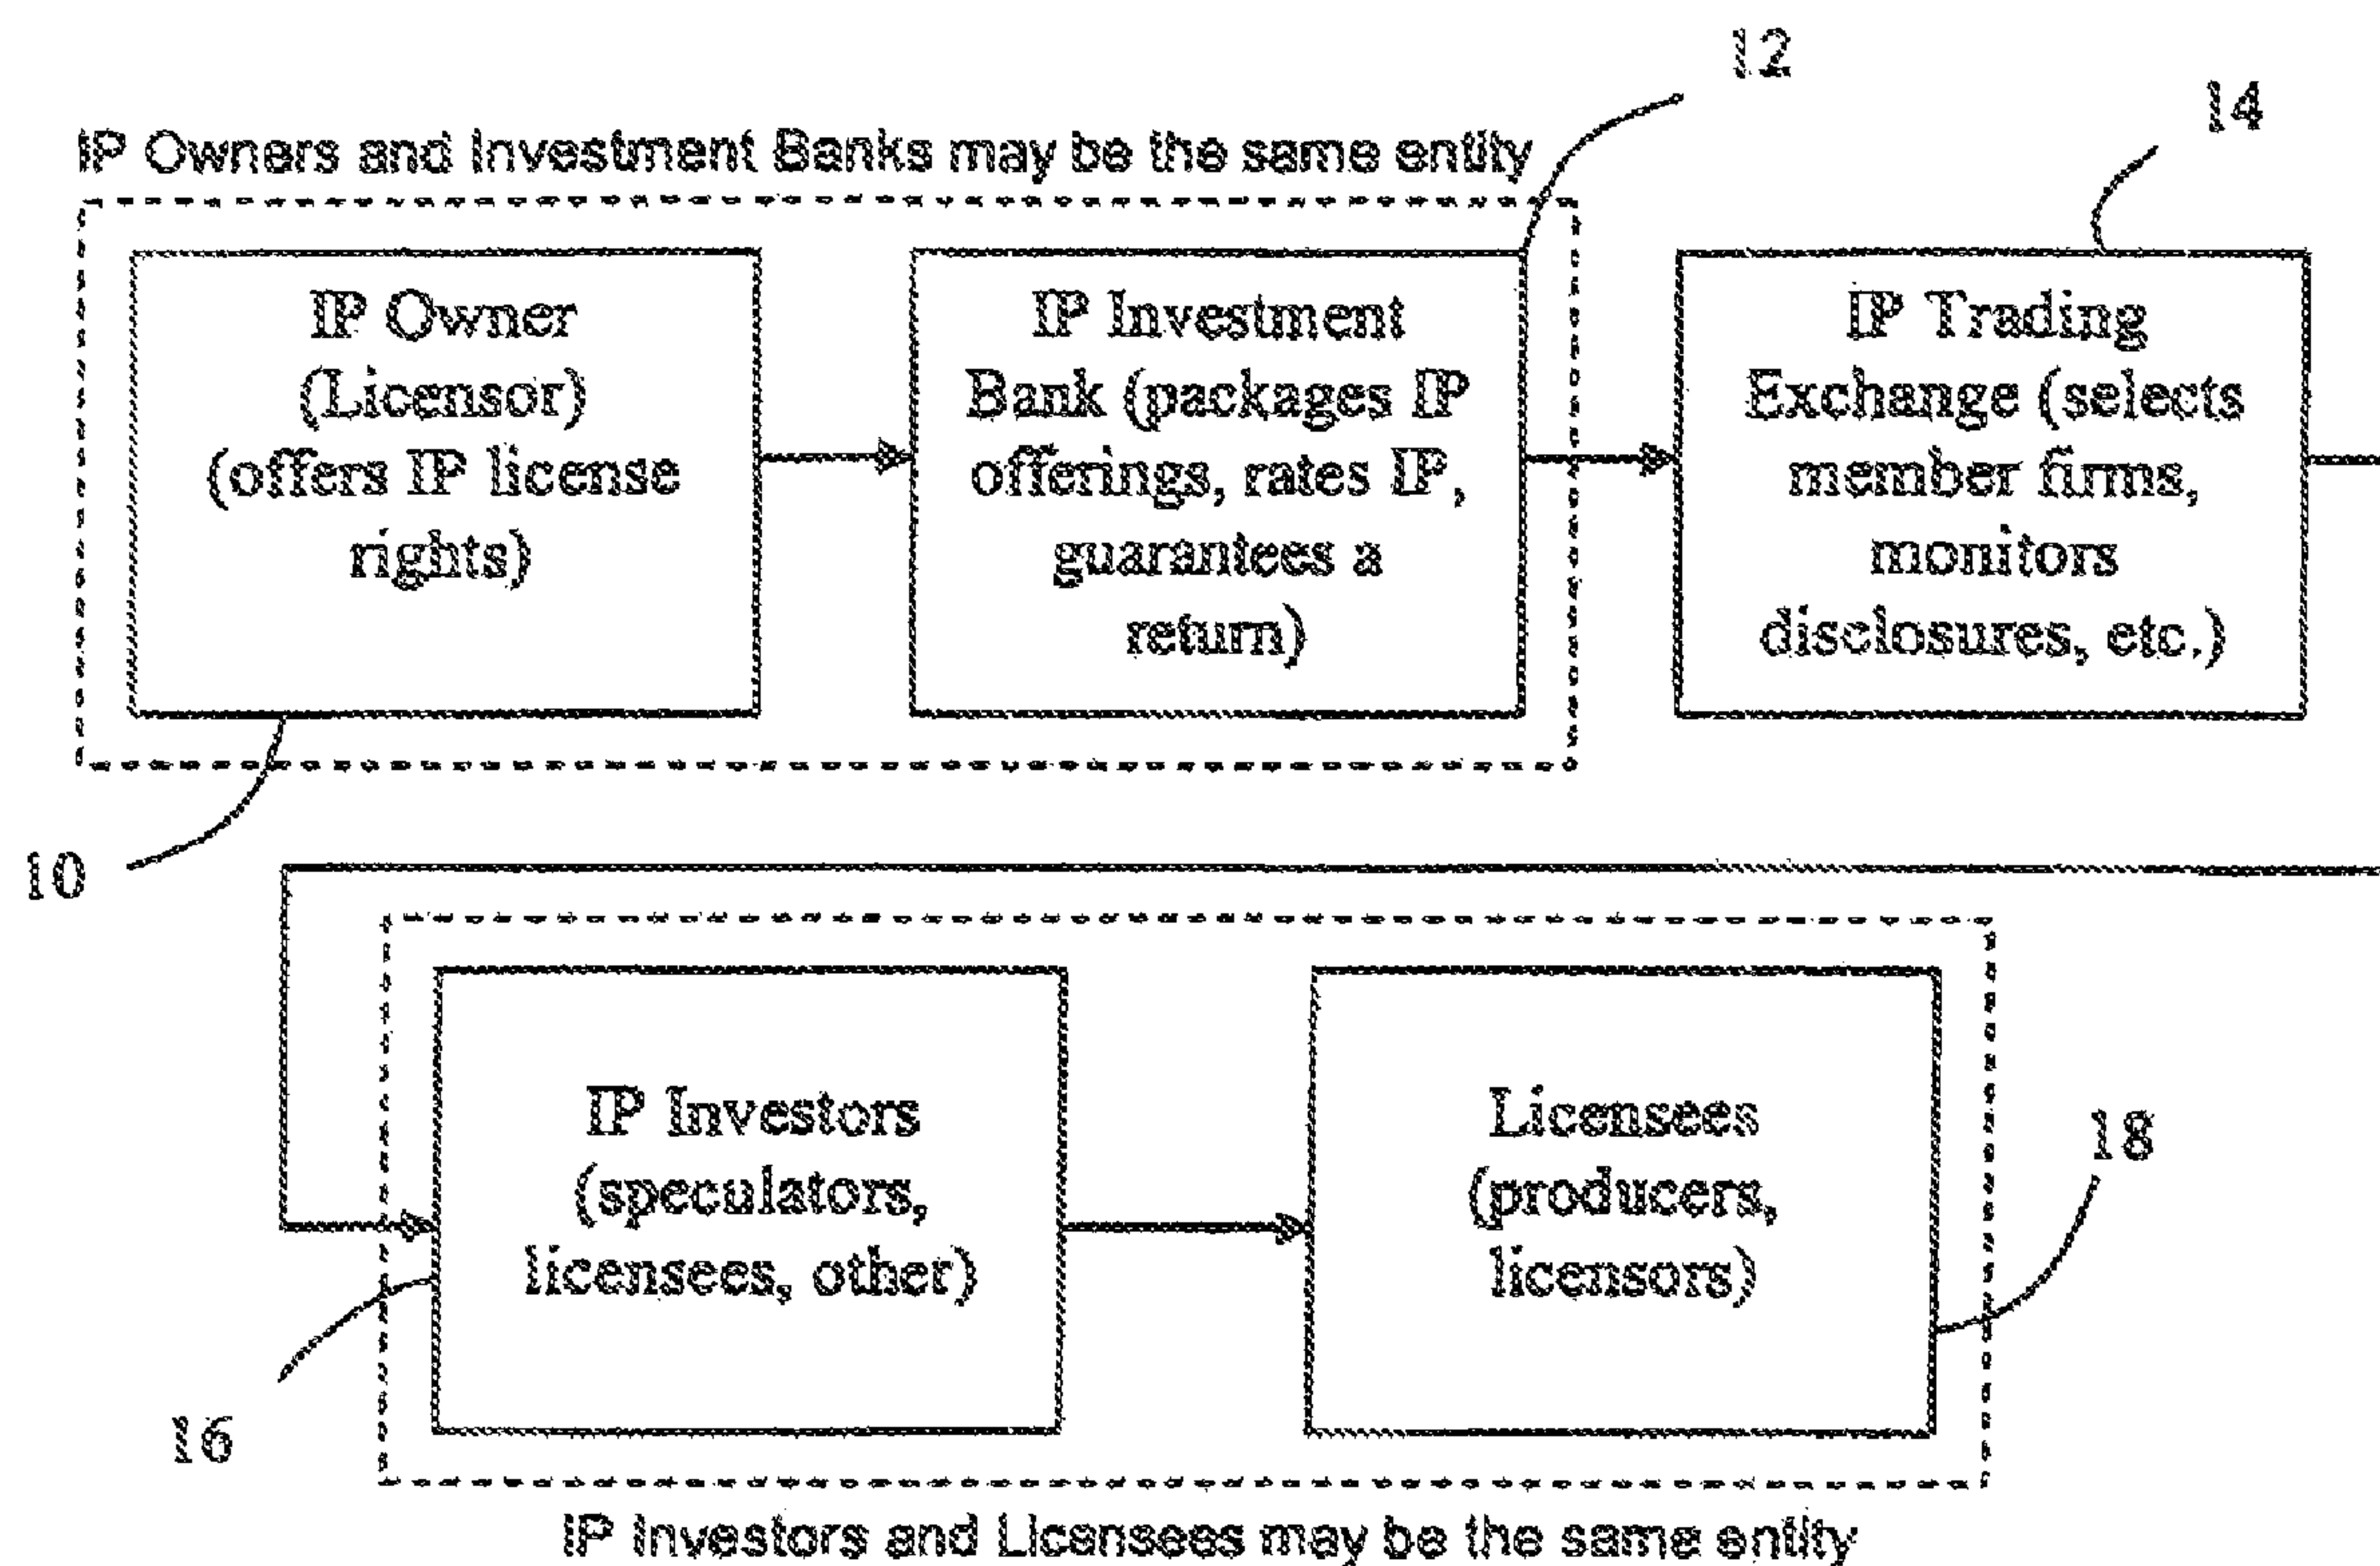 12
14
IP Owners and Investment Banks may be the same entity
IP Owner
(Licensor)
(offers IP license
rights)
IP Investment
Bank (packages IP
offerings, rates IP,
guarantees a
return)
IP Trading
Exchange (selects
member firms,
monitors
disclosures, etc.)
10
IP Investors
(speculators,
licensees, other)
Licensees
(producers,
licensors)
18
16
IP Investors and Licensees may be the same entity